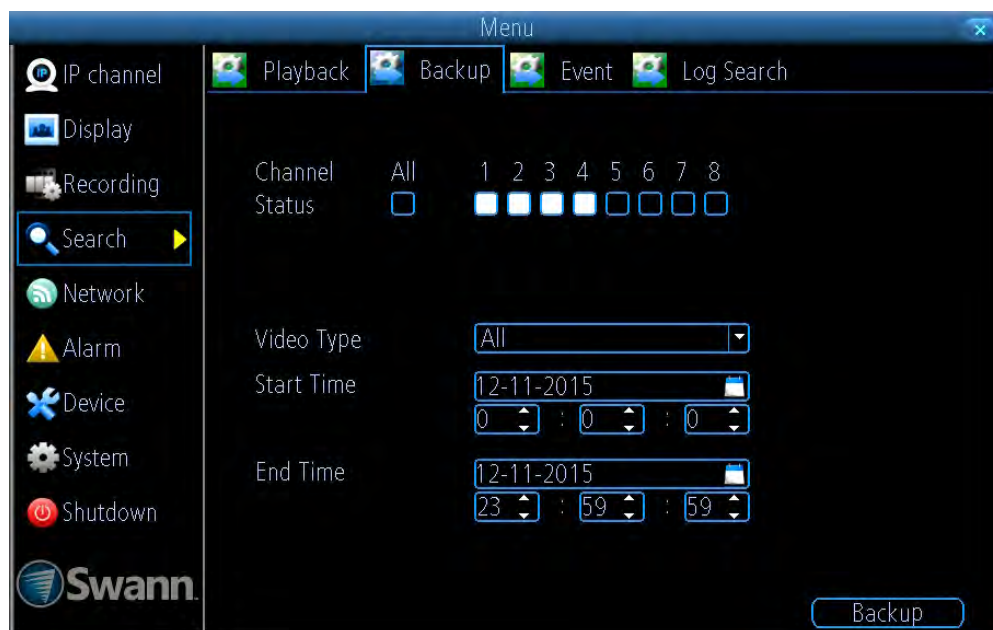 Menu
IP channel
Display
Recording
Search
Network
Alarm
Device
System
Shutdown
Swann
Playback Backup Event Log Search
Channel All 1 2 3 4 5 6 7 8
Status
Video Type All
Start Time 12-11-2015
0 : 0 : 0
End Time 12-11-2015
23 : 59 : 59
Backup